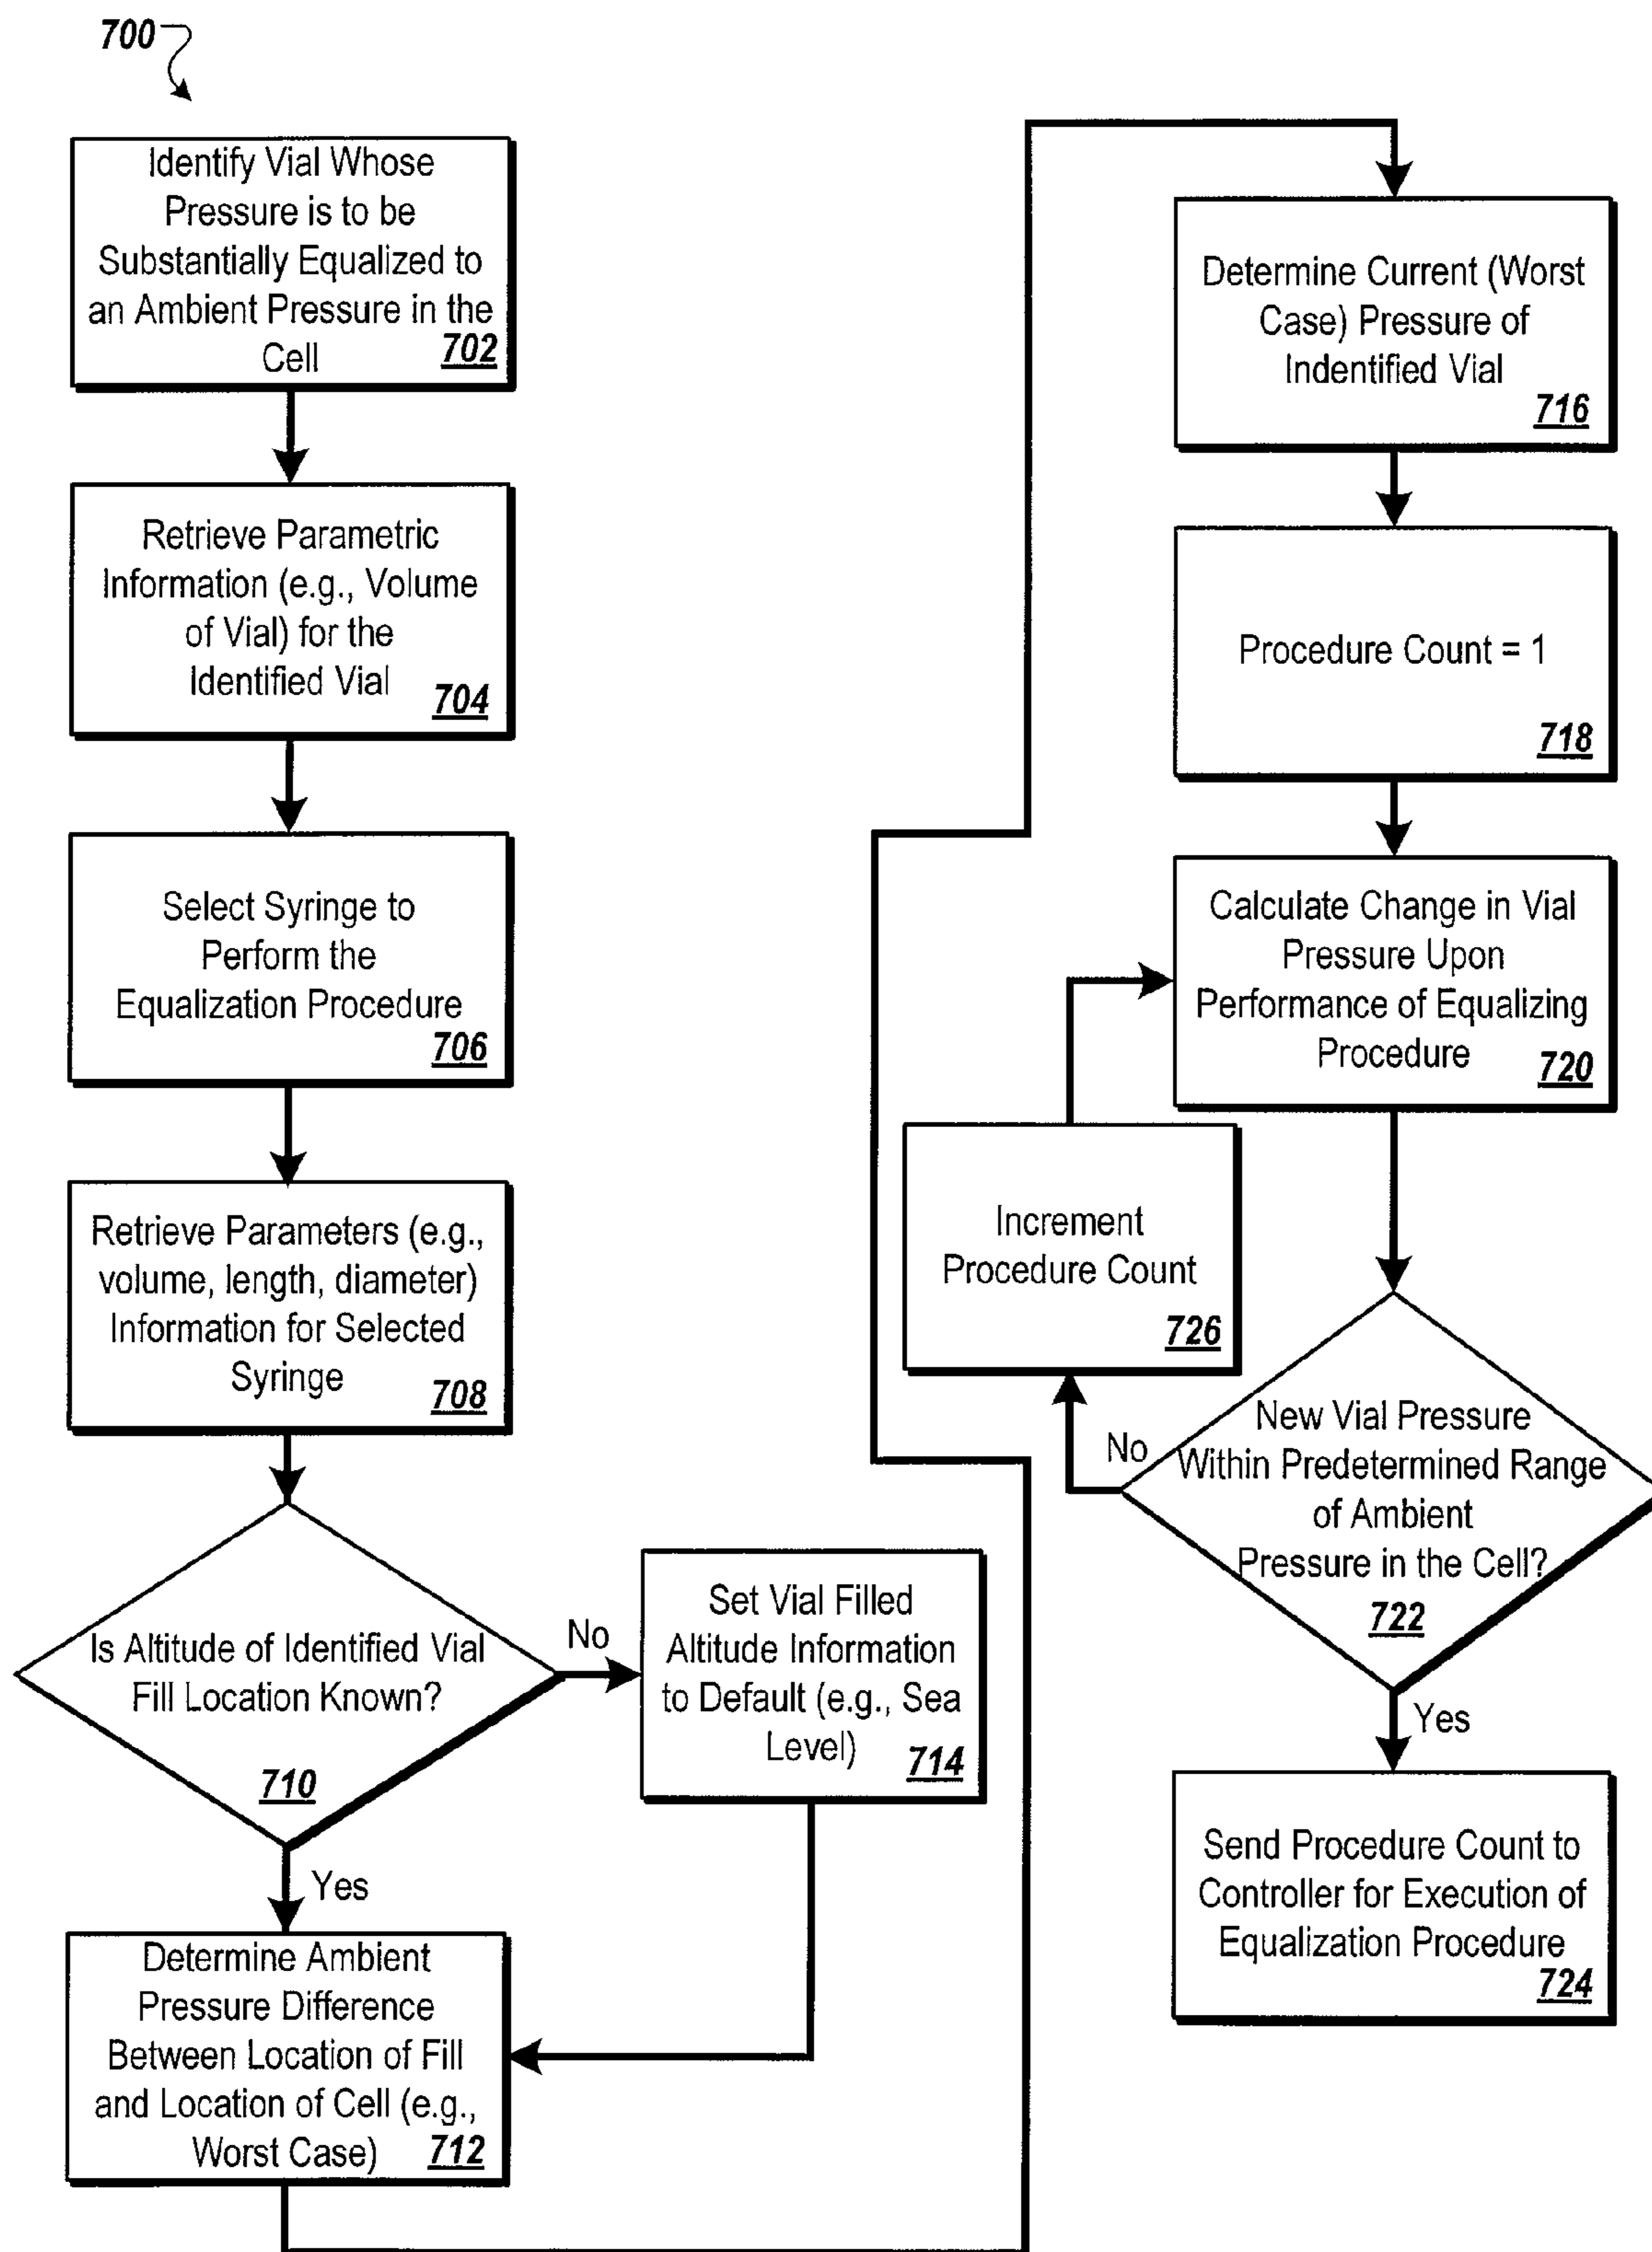 700
Identify Vial Whose
Pressure is to be
Substantially Equalized to
an Ambient Pressure in the
Cell
702
Retrieve Parametric
Information (e.g., Volume
of Vial) for the
Identified Vial
704
Select Syringe to
Perform the
Equalization Procedure
706
Retrieve Parameters (e.g.,
volume, length, diameter)
Information for Selected
Syringe
708
Is Altitude of Identified Vial
Fill Location Known?
710
No
Set Vial Filled
Altitude Information
to Default (e.g., Sea
Level)
714
Yes
Determine Ambient
Pressure Difference
Between Location of Fill
and Location of Cell (e.g.,
Worst Case)
712
Determine Current (Worst
Case) Pressure of
Indentified Vial
716
Procedure Count = 1
718
Calculate Change in Vial
Pressure Upon
Performance of Equalizing
Procedure
720
Increment
Procedure Count
726
No
New Vial Pressure
Within Predetermined Range
of Ambient
Pressure in the Cell?
722
Yes
Send Procedure Count to
Controller for Execution of
Equalization Procedure
724